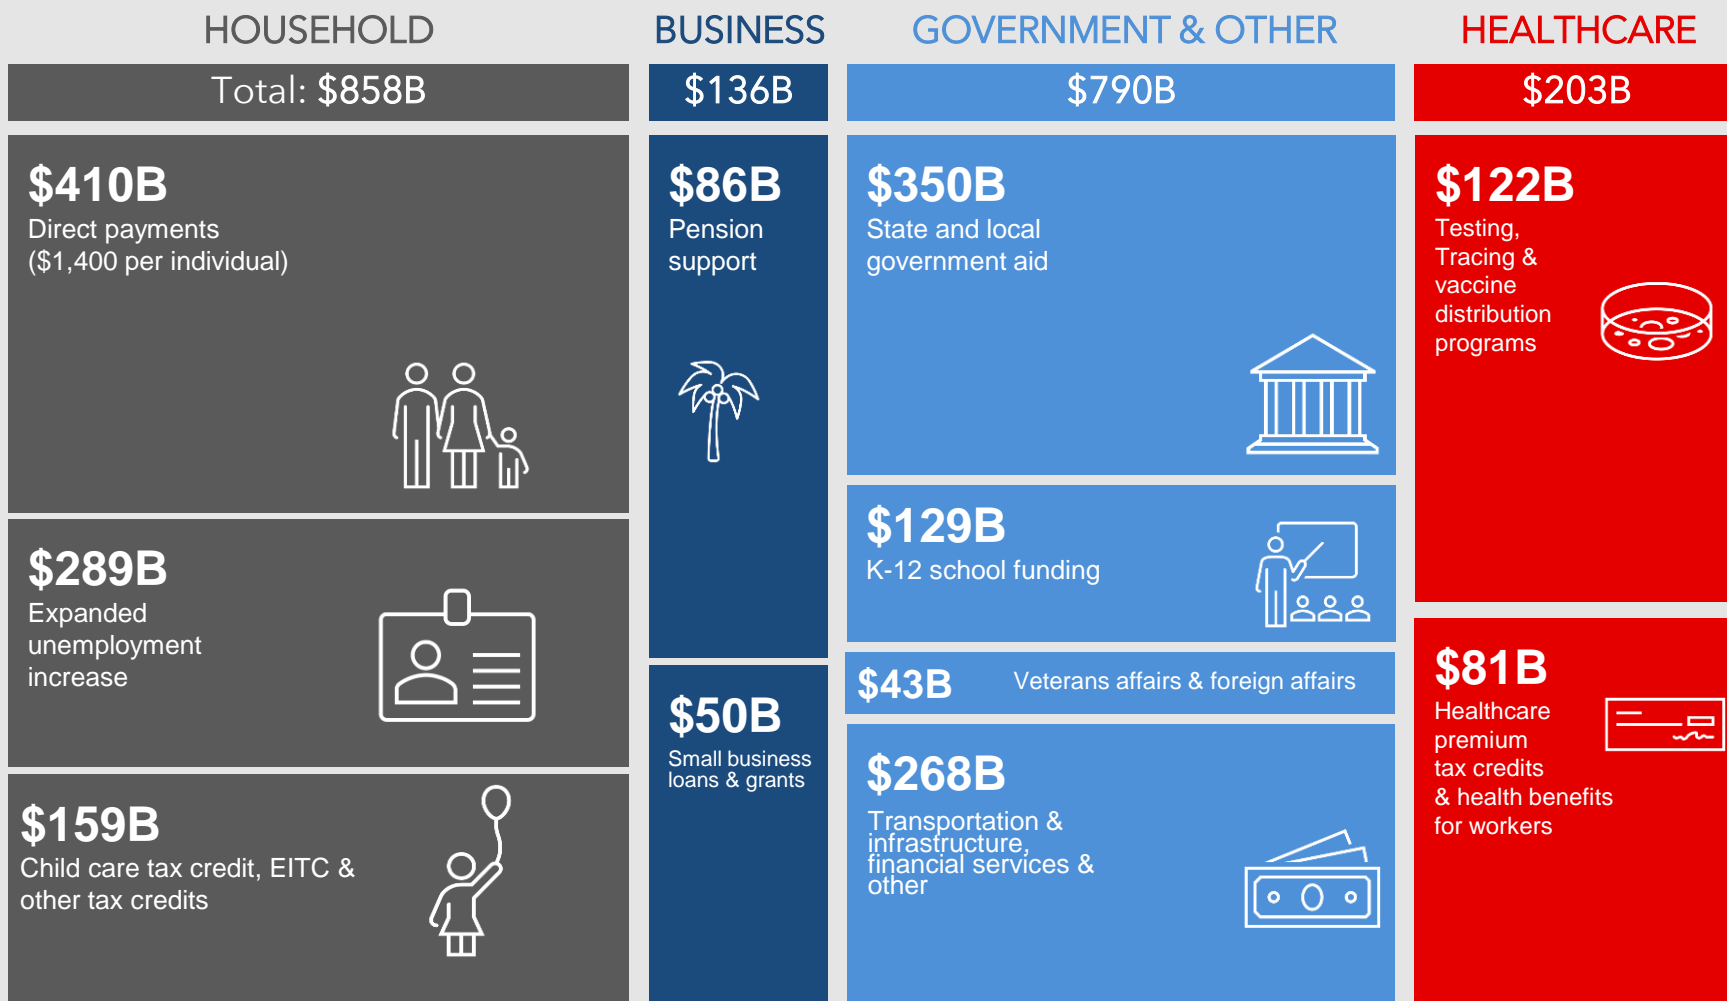 HOUSEHOLD
Total: $858B
$410B
Direct payments
($1,400 per individual)
$289B
Expanded
unemployment
increase
$159B
Child care tax credit, EITC &
other tax credits
BUSINESS
$136B
$86B
Pension
support
$50B
Small business
loans & grants
GOVERNMENT & OTHER
$790B
$350B
State and local
government aid
$129B
K-12 school funding
$43B
Veterans affairs & foreign affairs
$268B
Transportation &
infrastructure,
financial services &
other
HEALTHCARE
$203B
$122B
Testing,
Tracing &
vaccine
distribution
programs
$81B
Healthcare
premium
tax credits
& health benefits
for workers